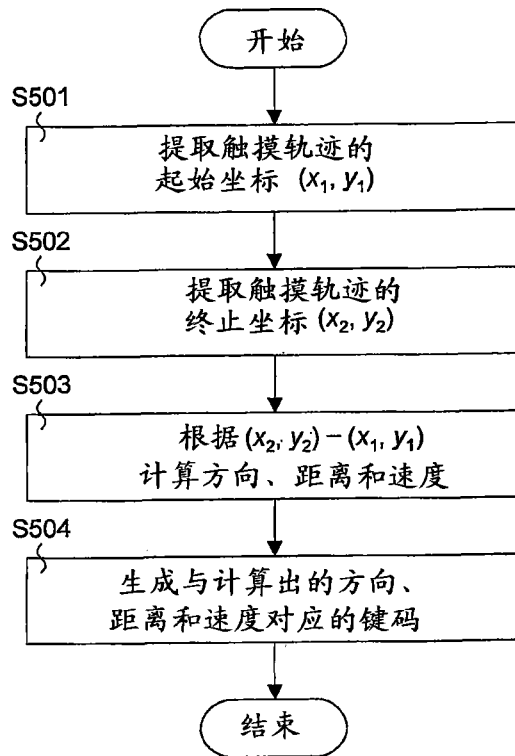 开始
S501
提取触摸轨迹的
起始坐标 (x₁, y₁)
S502
提取触摸轨迹的
终止坐标 (x₂, y₂)
S503
根据(x₂, y₂)−(x₁, y₁)
计算方向、距离和速度
S504
生成与计算出的方向、
距离和速度对应的键码
结束